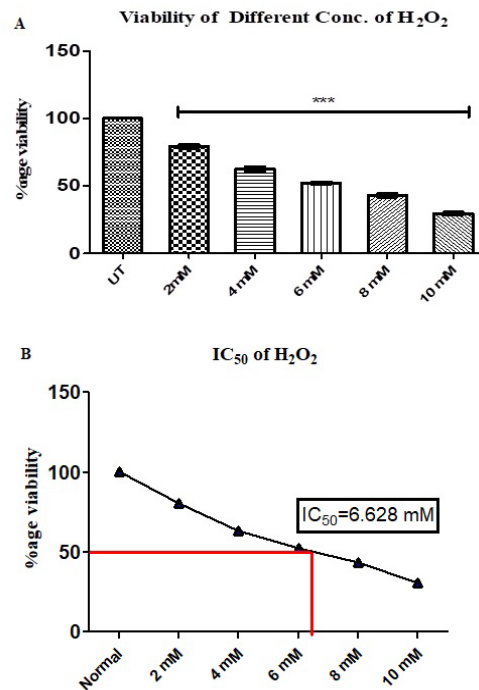 A
Viability of Different Conc. of H₂O₂
%age viability
150
100
50
0
***
UT
2mM
4 mM
6 mM
8 mM
10 mM
B
IC₅₀ of H₂O₂
%age viability
150
100
50
0
IC₅₀=6.628 mM
Normal
2 mM
4 mM
6 mM
8 mM
10 mM